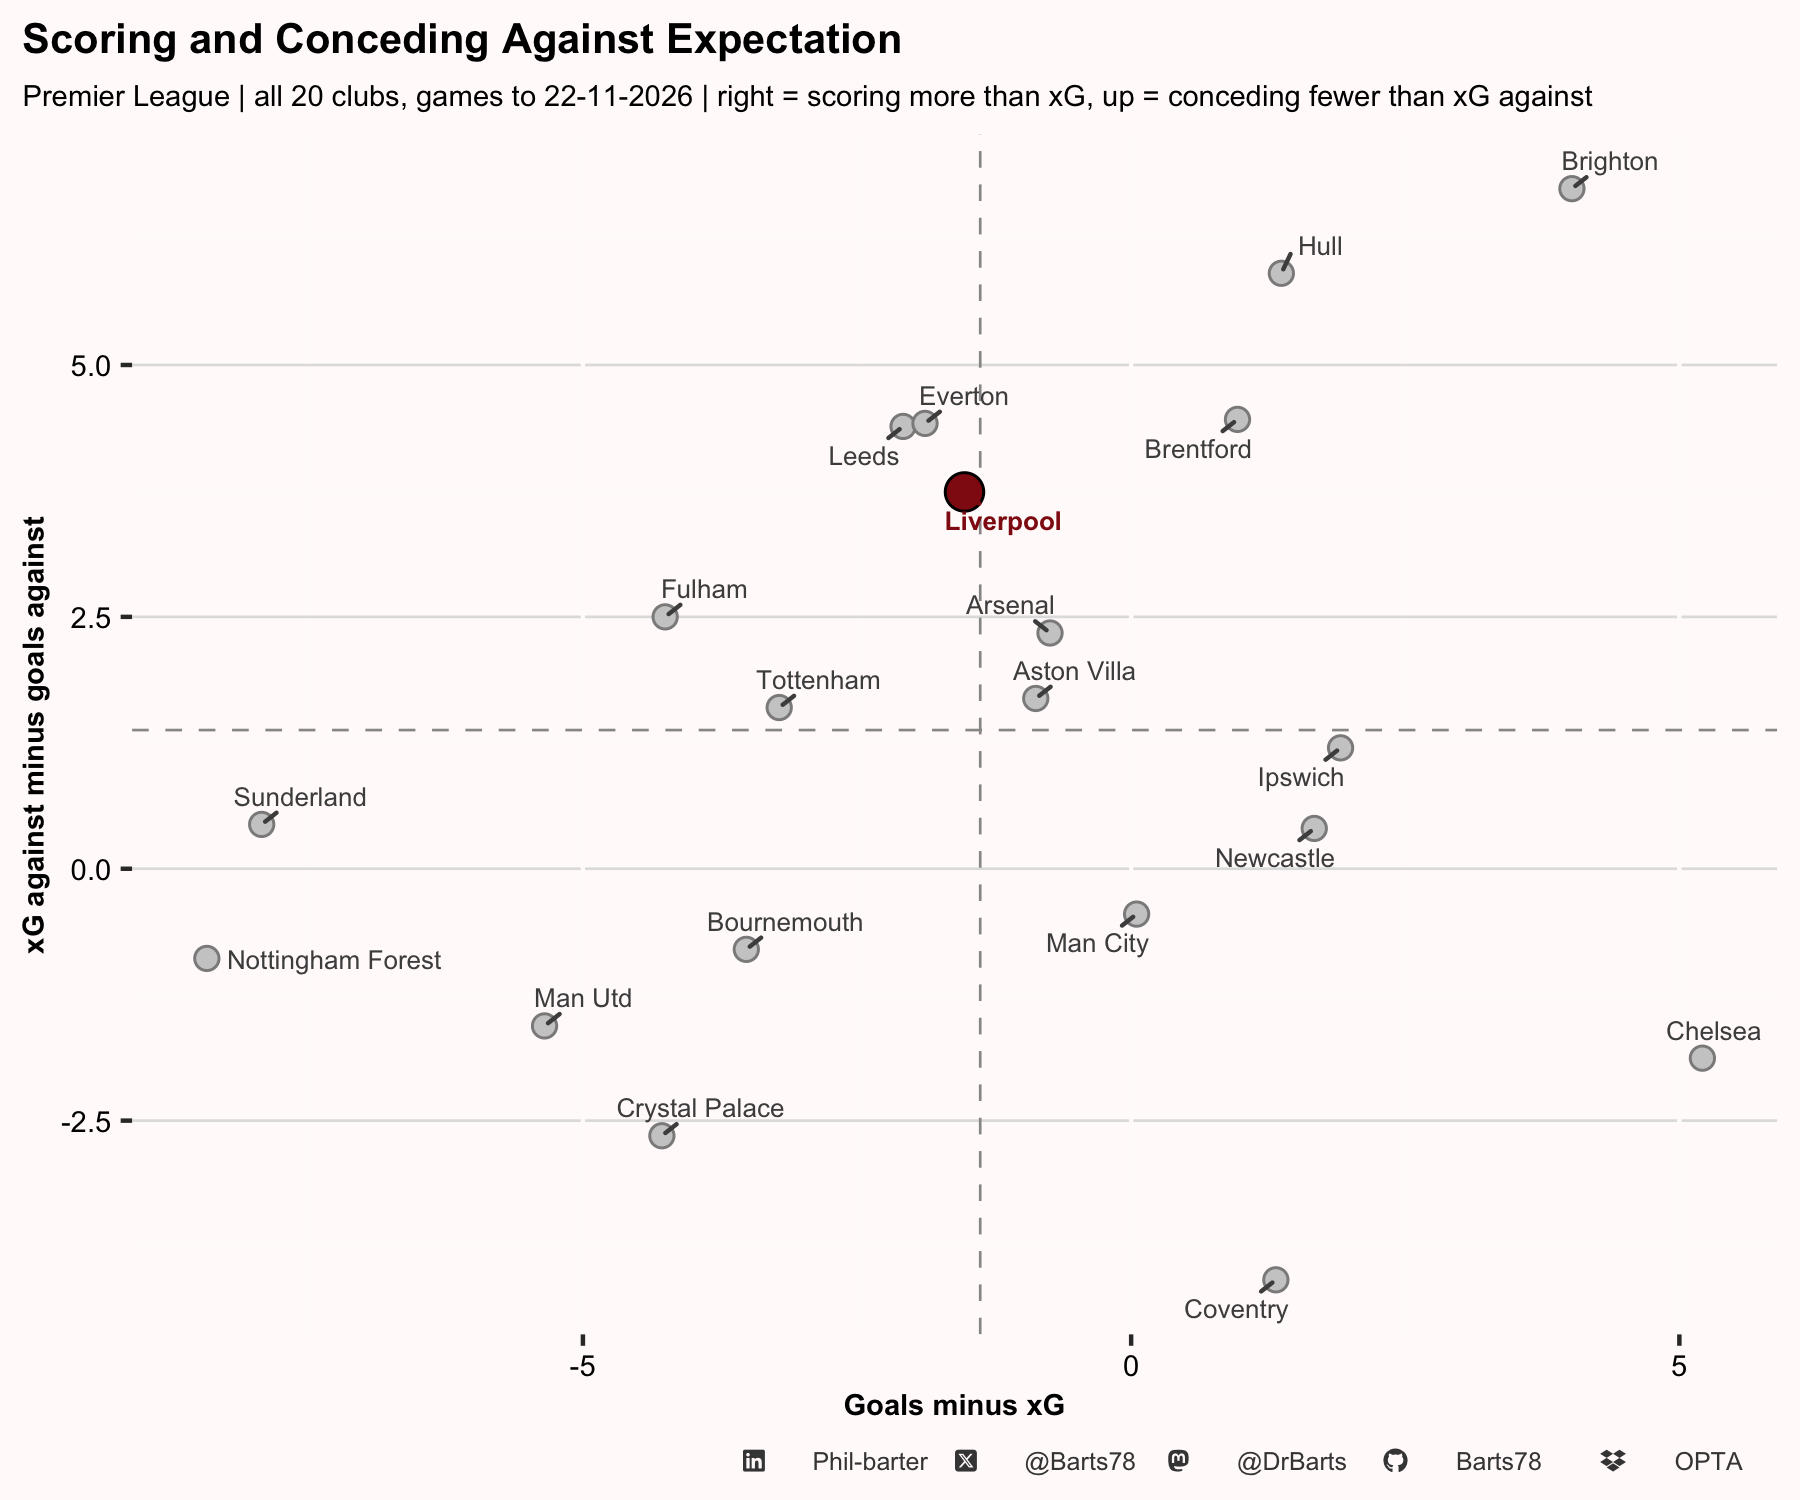 Scoring and Conceding Against Expectation
Premier League | all 20 clubs, games to 22-11-2026 | right = scoring more than xG, up = conceding fewer than xG against
Brighton
Hull
5.0
Everton
Leeds
Brentford
Liverpool
Fulham
Arsenal
2.5
Aston Villa
Tottenham
Ipswich
Sunderland
Newcastle
0.0
xG against minus goals against
Bournemouth
Man City
Nottingham Forest
Man Utd
Chelsea
Crystal Palace
-2.5
Coventry
-5 0 5
Goals minus xG
Phil-barter @Barts78 @DrBarts Barts78 OPTA